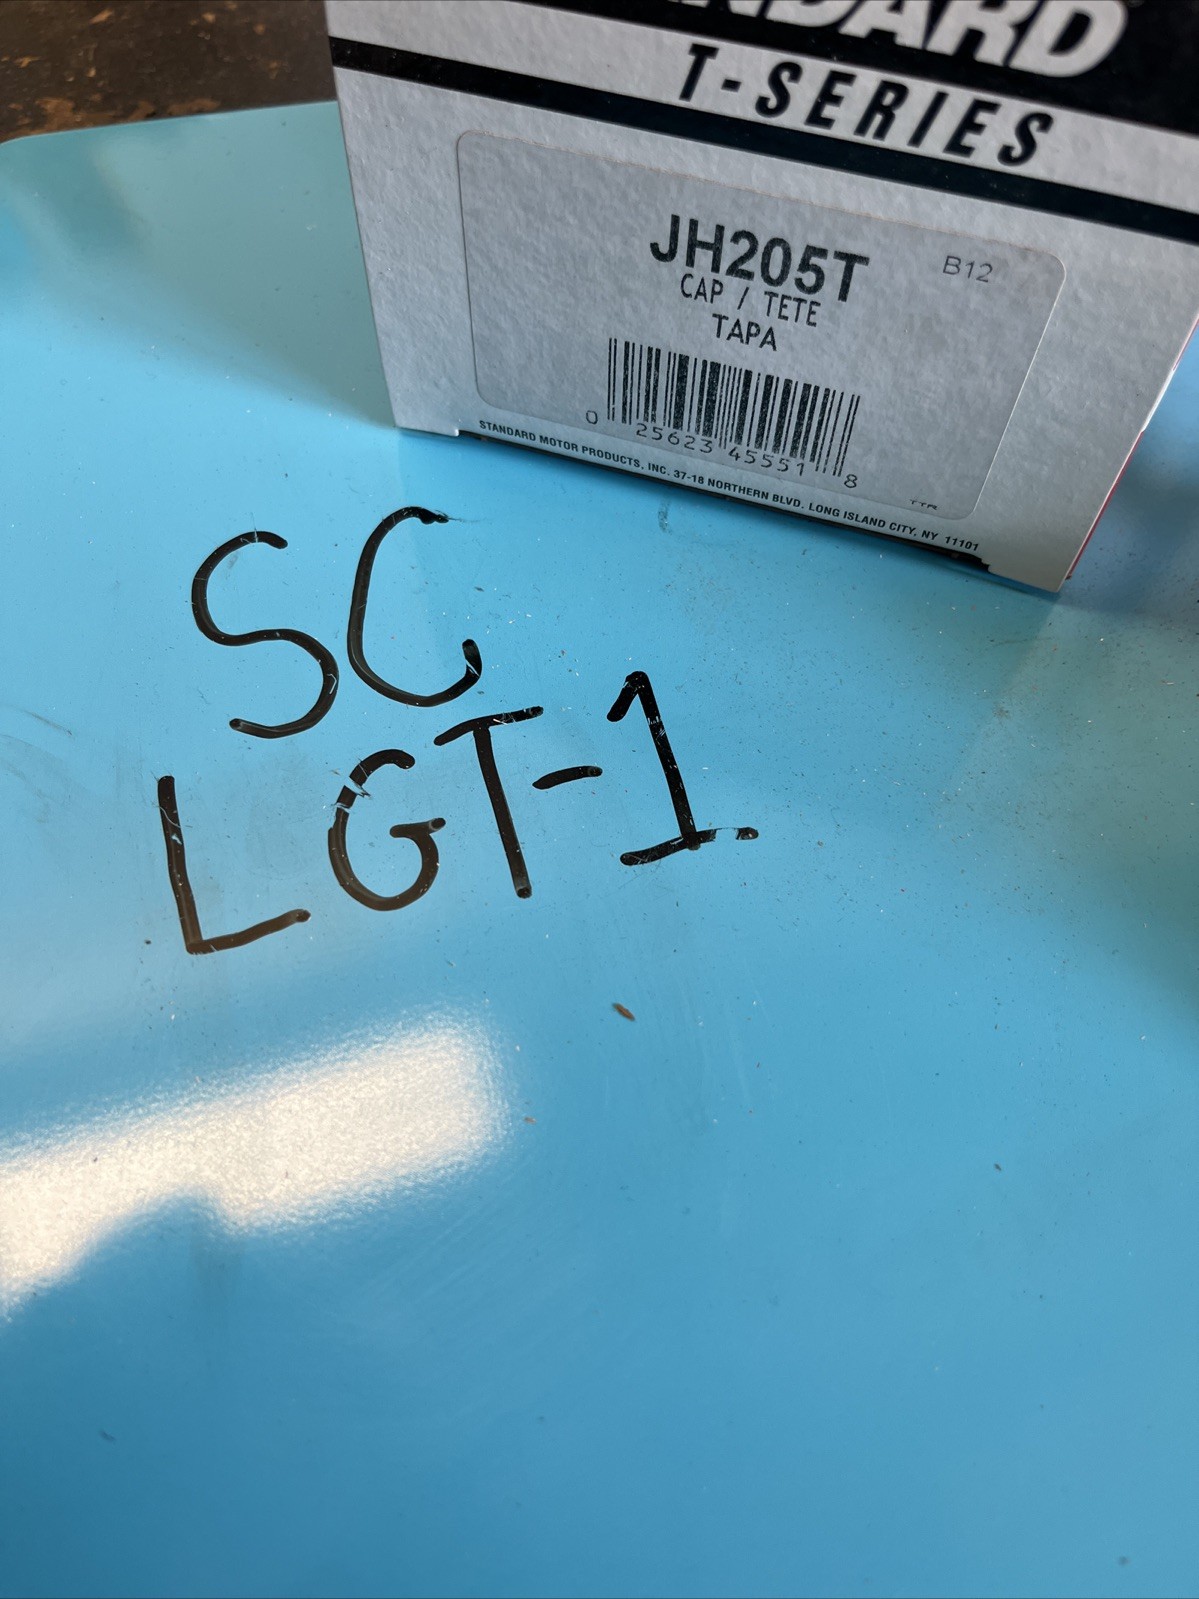 T-SERIES
JH205T
B12
CAP / TETE
TAPA
0 25623 45551 8
STANDARD MOTOR PRODUCTS, INC. 37-18 NORTHERN BLVD. LONG ISLAND CITY, NY 11101
SC
LGT-1